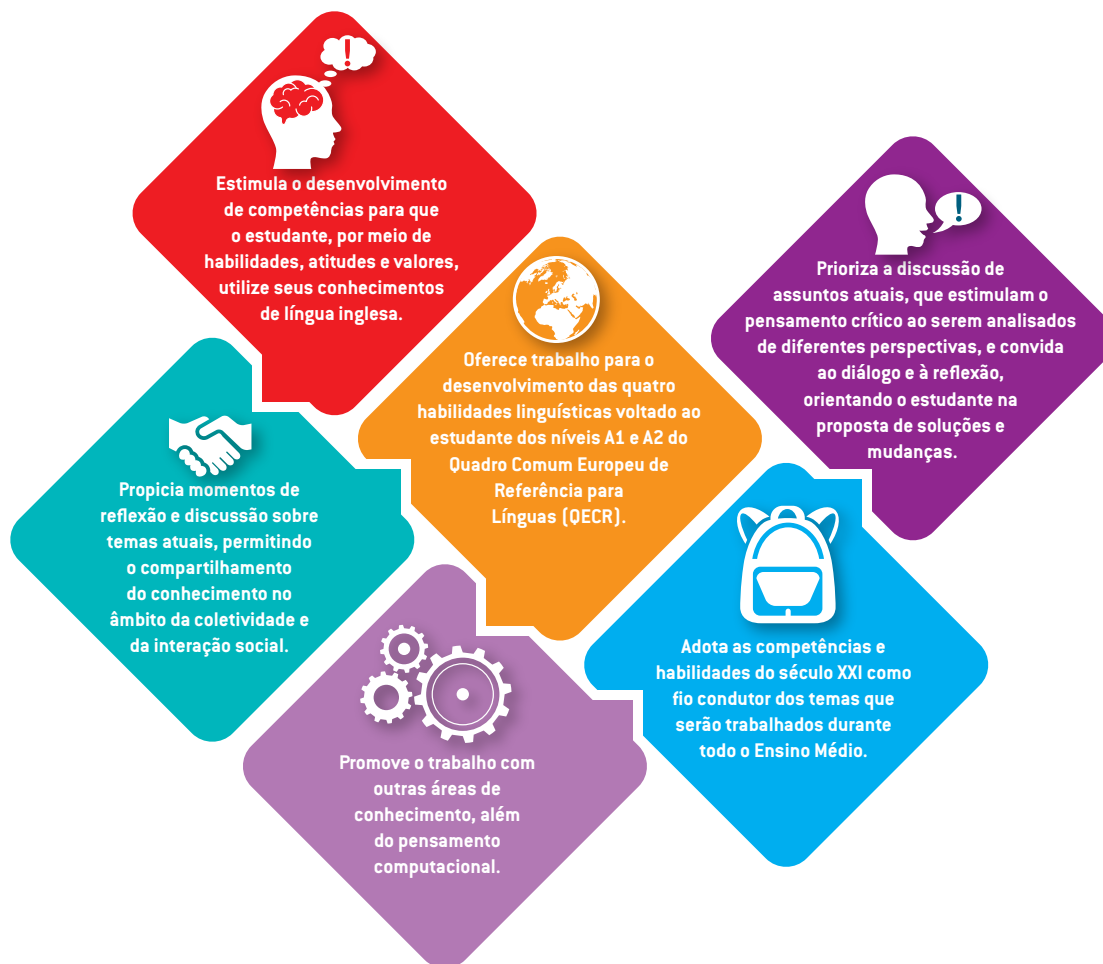 Estimula o desenvolvimento
de competências para que
o estudante, por meio de
habilidades, atitudes e valores,
utilize seus conhecimentos
de língua inglesa.
Prioriza a discussão de
assuntos atuais, que estimulam o
pensamento crítico ao serem analisados
de diferentes perspectivas, e convida
ao diálogo e à reflexão,
orientando o estudante na
proposta de soluções e
mudanças.
Oferece trabalho para o
desenvolvimento das quatro
habilidades linguísticas voltado ao
estudante dos níveis A1 e A2 do
Quadro Comum Europeu de
Referência para
Línguas (QECR).
Propicia momentos de
reflexão e discussão sobre
temas atuais, permitindo
o compartilhamento
do conhecimento no
âmbito da coletividade e
da interação social.
Adota as competências e
habilidades do século XXI como
fio condutor dos temas que
serão trabalhados durante
todo o Ensino Médio.
Promove o trabalho com
outras áreas de
conhecimento, além
do pensamento
computacional.